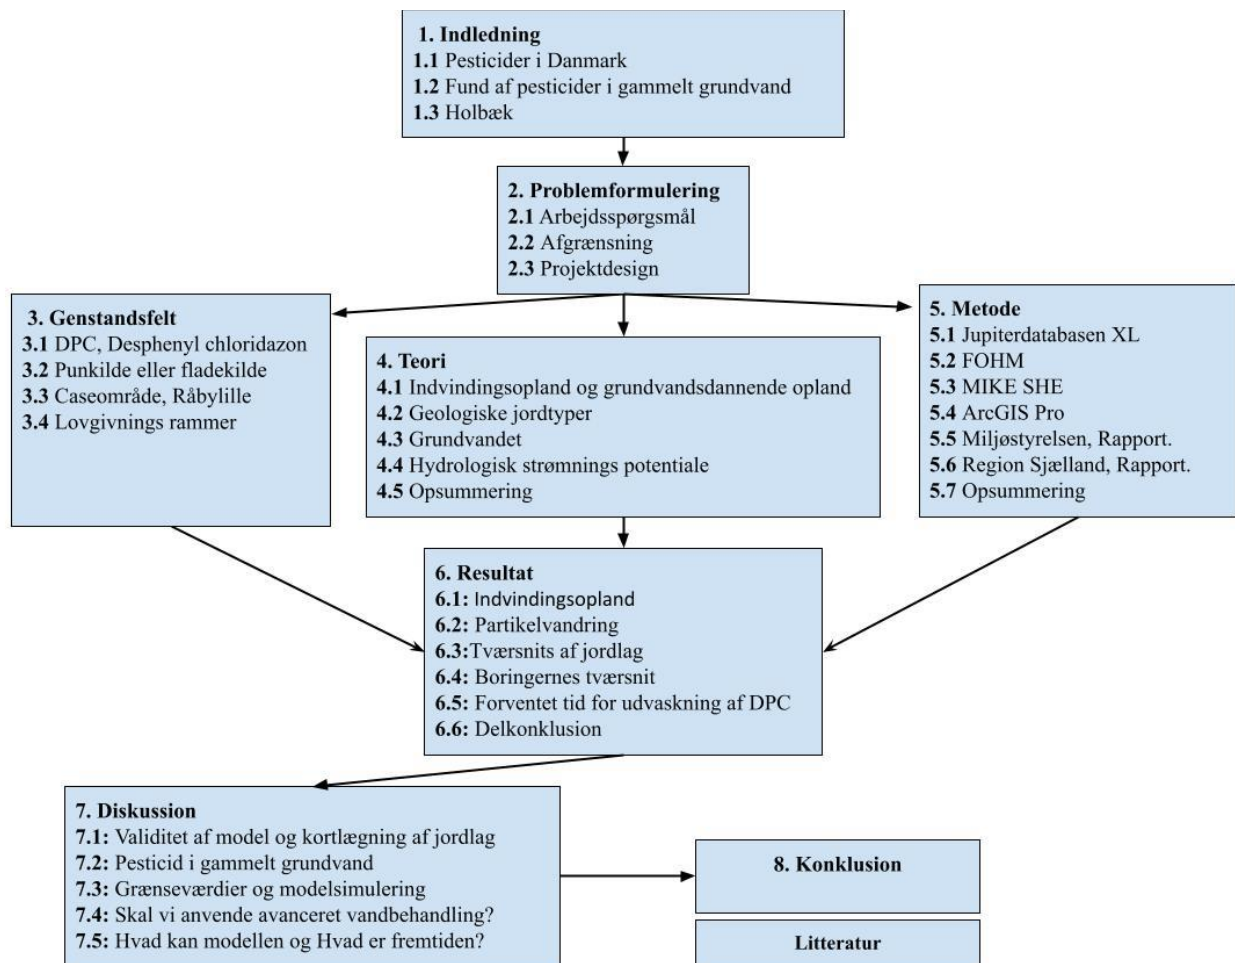 1. Indledning
1.1 Pesticider i Danmark
1.2 Fund af pesticider i gammelt grundvand
1.3 Holbæk
2. Problemformulering
2.1 Arbejdsspørgsmål
2.2 Afgrænsning
2.3 Projektdesign
3. Genstandsfelt
3.1 DPC, Desphenyl chloridazon
3.2 Punkilde eller fladekilde
3.3 Caseområde, Råbylille
3.4 Lovgivnings rammer
4. Teori
4.1 Indvindingsopland og grundvandsdannende opland
4.2 Geologiske jordtyper
4.3 Grundvandet
4.4 Hydrologisk strømnings potentiale
4.5 Opsummering
5. Metode
5.1 Jupiterdatabasen XL
5.2 FOHM
5.3 MIKE SHE
5.4 ArcGIS Pro
5.5 Miljøstyrelsen, Rapport.
5.6 Region Sjælland, Rapport.
5.7 Opsummering
6. Resultat
6.1: Indvindingsopland
6.2: Partikelvandring
6.3:Tværsnits af jordlag
6.4: Boringernes tværsnit
6.5: Forventet tid for udvaskning af DPC
6.6: Delkonklusion
7. Diskussion
7.1: Validitet af model og kortlægning af jordlag
7.2: Pesticid i gammelt grundvand
7.3: Grænseværdier og modelsimulering
7.4: Skal vi anvende avanceret vandbehandling?
7.5: Hvad kan modellen og Hvad er fremtiden?
8. Konklusion
Litteratur